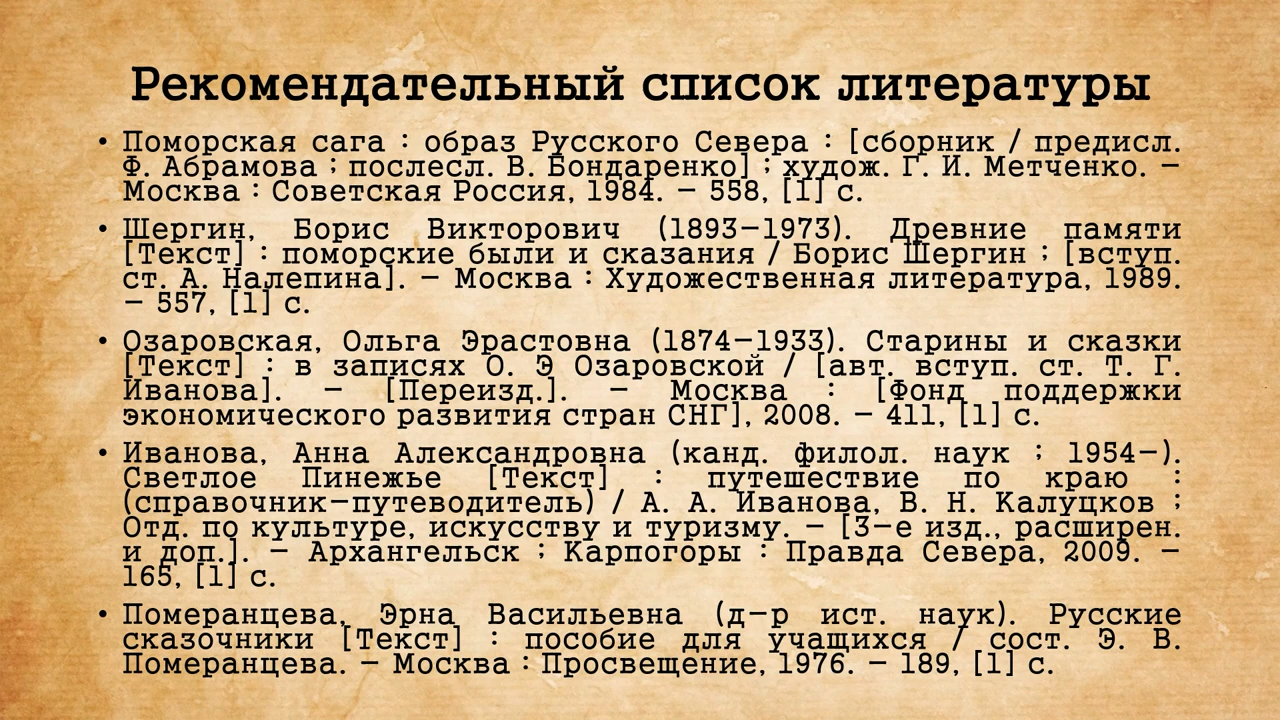 Рекомендательный список литературы
• Поморская сага : образ Русского Севера : [сборник / предисл.
Ф. Абрамова ; послесл. В. Бондаренко] ; худож. Г. И. Метченко. –
Москва : Советская Россия, 1984. – 558, [1] с.
• Шергин, Борис Викторович (1893–1973). Древние памяти
[Текст] : поморские были и сказания / Борис Шергин ; [вступ.
ст. А. Налепина]. – Москва : Художественная литература, 1989.
– 557, [1] с.
• Озаровская, Ольга Эрастовна (1874–1933). Старины и сказки
[Текст] : в записях О. Э Озаровской / [авт. вступ. ст. Т. Г.
Иванова]. – [Переизд.]. – Москва : [Фонд поддержки
экономического развития стран СНГ], 2008. – 411, [1] с.
• Иванова, Анна Александровна (канд. филол. наук ; 1954–).
Светлое Пинежье [Текст] : путешествие по краю :
(справочник–путеводитель) / А. А. Иванова, В. Н. Калуцков ;
Отд. по культуре, искусству и туризму. – [3–е изд., расширен.
и доп.]. – Архангельск ; Карпогоры : Правда Севера, 2009. –
165, [1] с.
• Померанцева, Эрна Васильевна (д–р ист. наук). Русские
сказочники [Текст] : пособие для учащихся / сост. Э. В.
Померанцева. – Москва : Просвещение, 1976. – 189, [1] с.